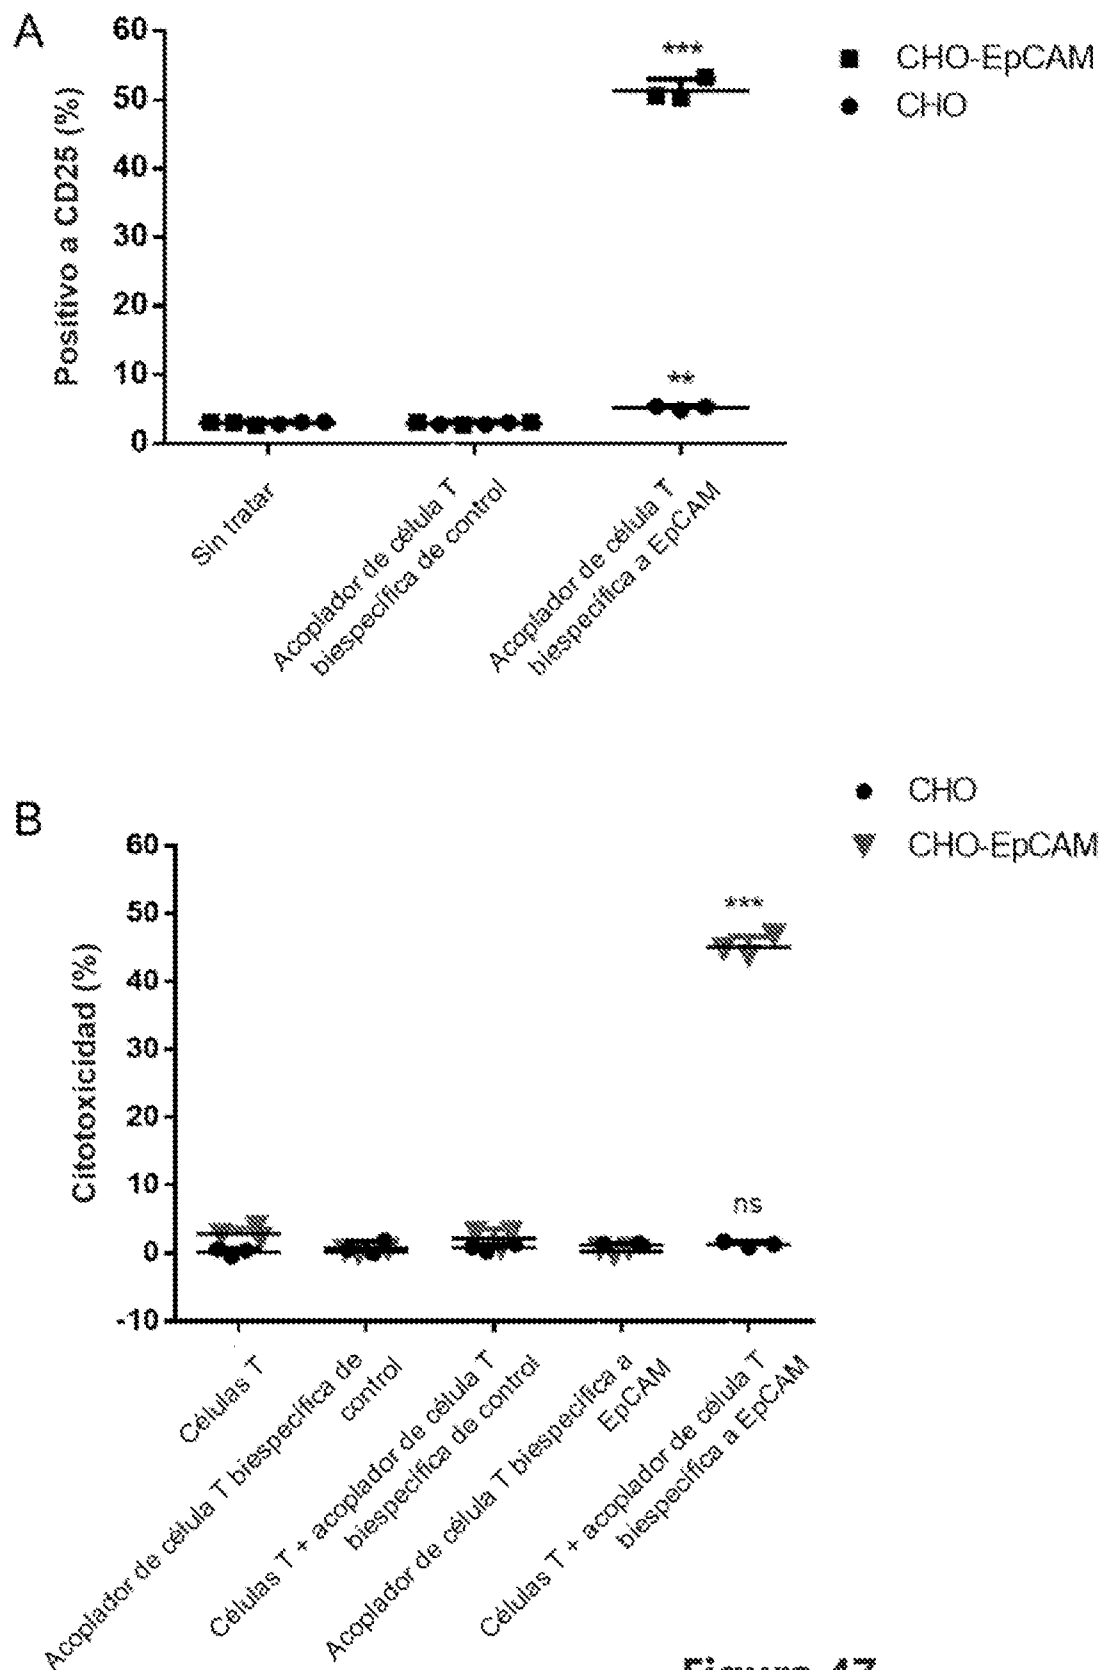 A
60
50
40
30
20
10
0
Positivo a CD25 (%)
***
**
CHO-EpCAM
CHO
Sin tratar
Acoplador de célula T
biespecífica de control
Acoplador de célula T
biespecífica a EpCAM
B
60
50
40
30
20
10
0
-10
Citotoxicidad (%)
***
ns
CHO
CHO-EpCAM
Células T
Acoplador de célula T biespecífica de
control
Células T + acoplador de célula T
biespecífica de control
Acoplador de célula T biespecífica a
EpCAM
Células T + acoplador de célula T
biespecífica a EpCAM